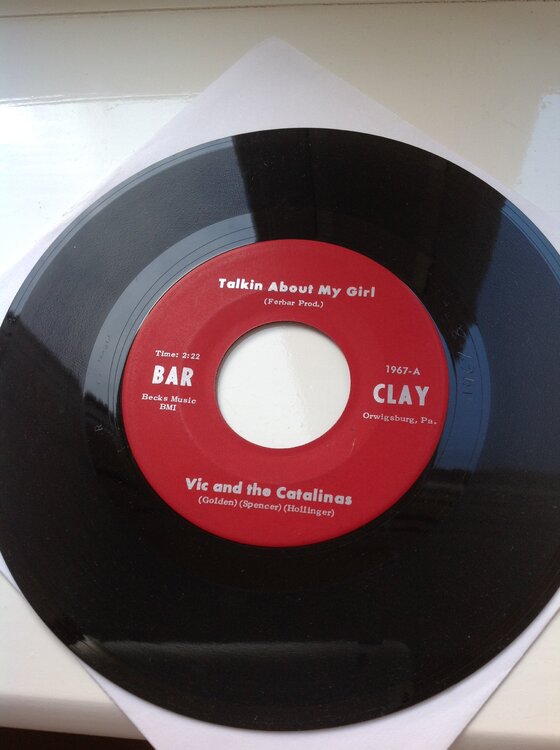 Talkin About My Girl
(Ferbar Prod.)
Time: 2:22
BAR
Becks Music
BMI
1967-A
CLAY
Orwigsburg, Pa.
Vic and the Catalinas
(Golden) (Spencer) (Hollinger)